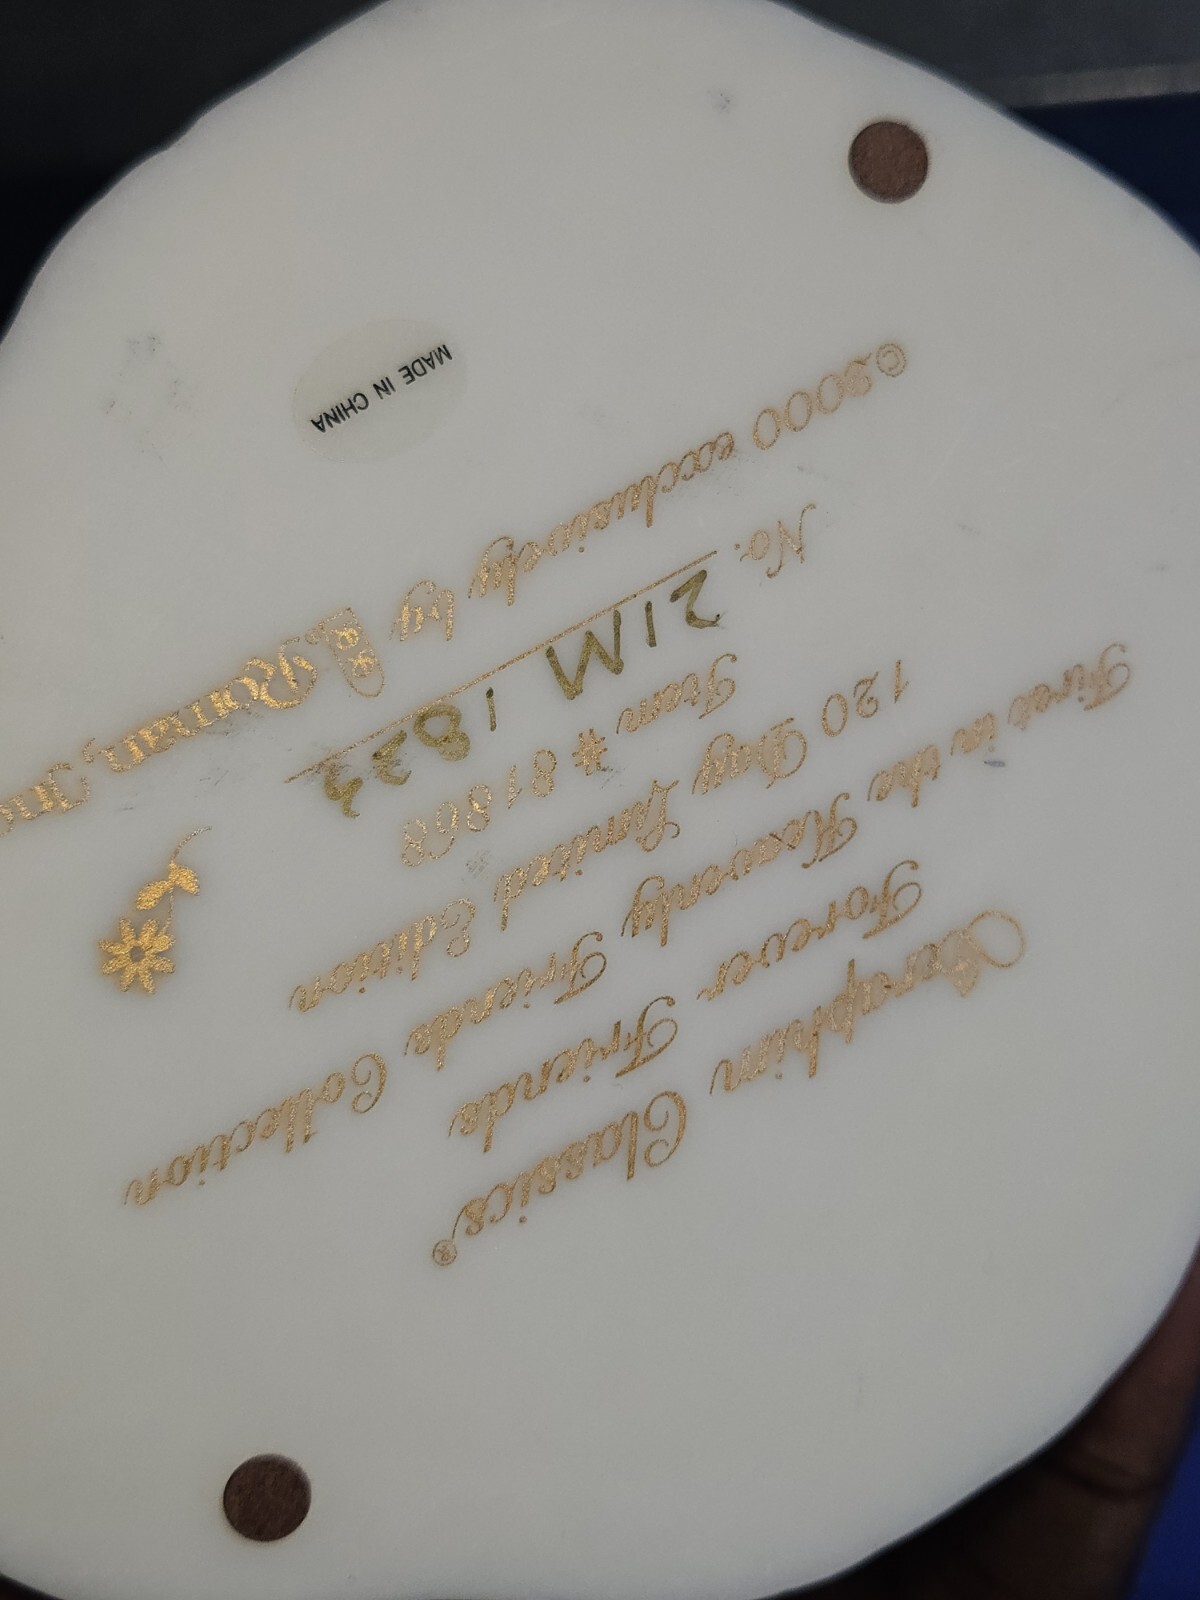 Seraphim Classics®
Forever Friends
First in the Heavenly Friends Collection
120 Day Limited Edition
Item # 81868
No. 21M 1833
©2000 exclusively by Roman, Inc
MADE IN CHINA